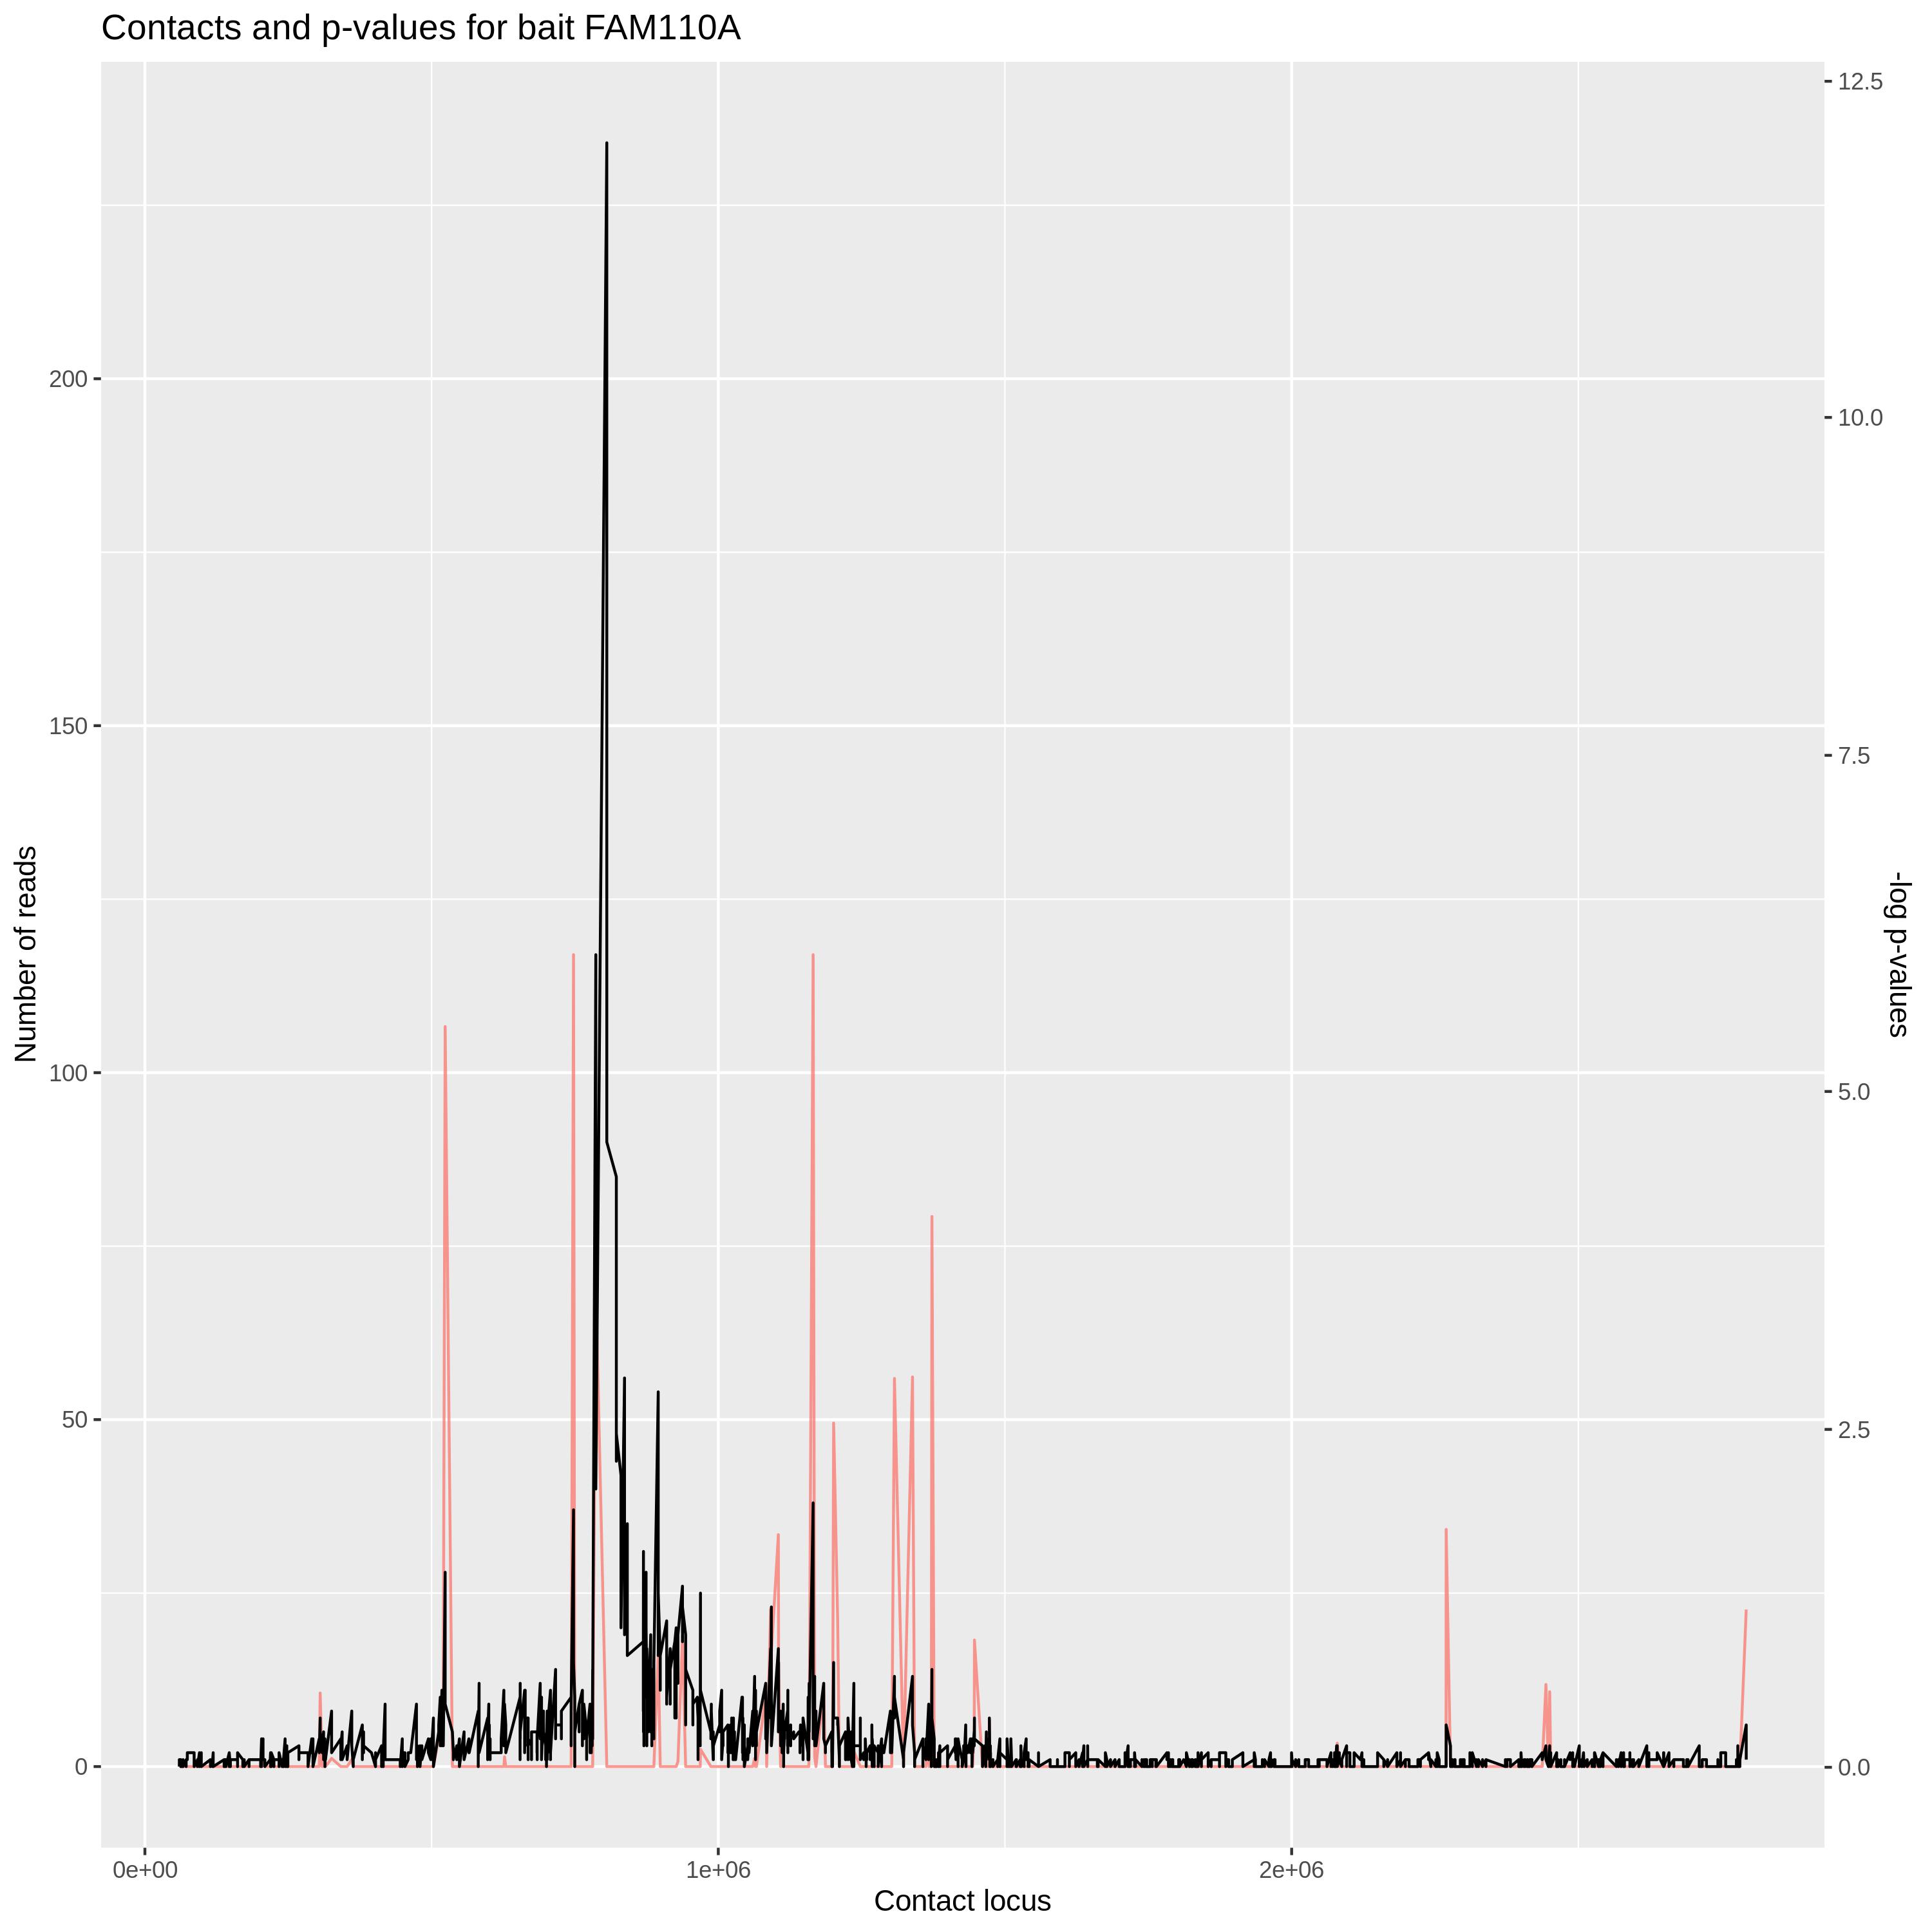 Contacts and p-values for bait FAM110A
Number of reads
200
150
100
50
0
12.5
10.0
7.5
5.0
2.5
0.0
-log p-values
0e+00
1e+06
2e+06
Contact locus